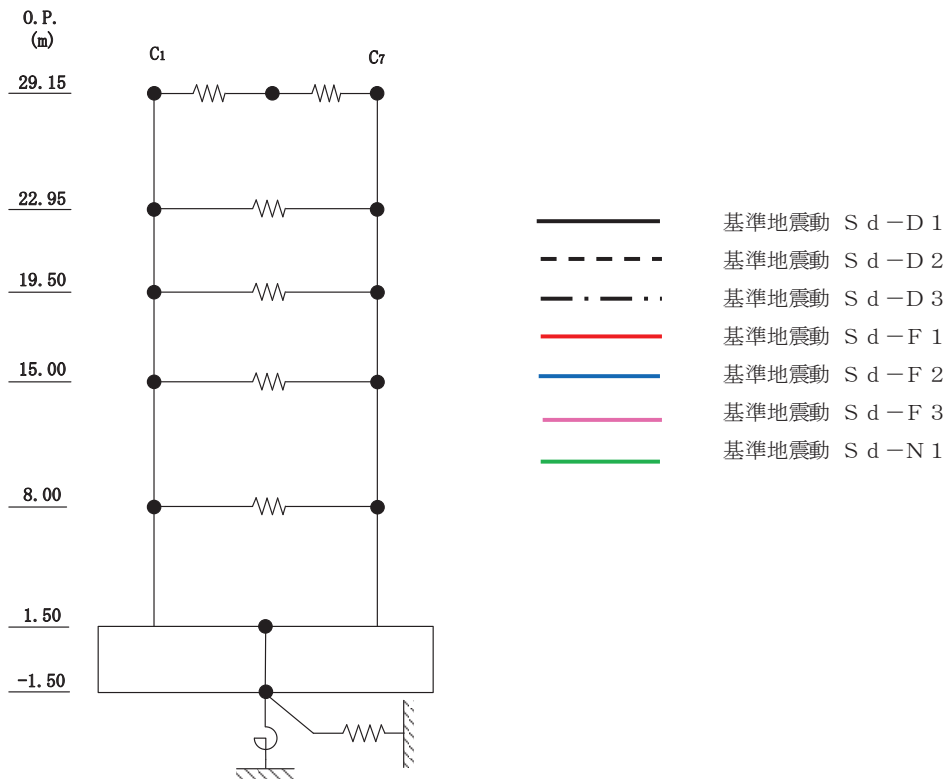 O.P.
(m)
C1
C7
29.15
22.95
19.50
15.00
8.00
1.50
-1.50
基準地震動 Ｓｄ－Ｄ１
基準地震動 Ｓｄ－Ｄ２
基準地震動 Ｓｄ－Ｄ３
基準地震動 Ｓｄ－Ｆ１
基準地震動 Ｓｄ－Ｆ２
基準地震動 Ｓｄ－Ｆ３
基準地震動 Ｓｄ－Ｎ１